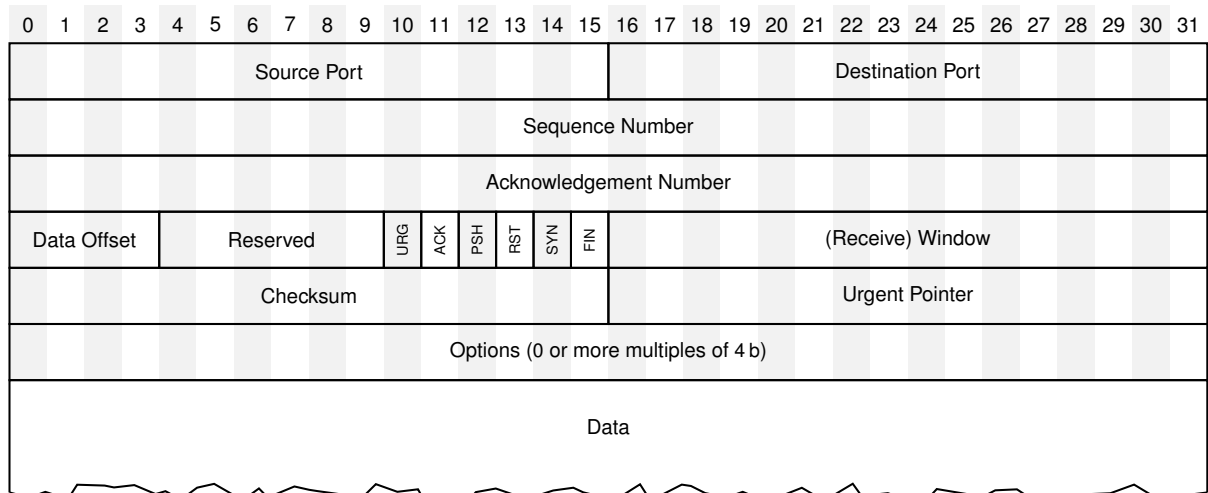 0 1 2 3 4 5 6 7 8 9 10 11 12 13 14 15 16 17 18 19 20 21 22 23 24 25 26 27 28 29 30 31
Source Port Destination Port
Sequence Number
Acknowledgement Number
Data Offset Reserved URG ACK PSH RST SYN FIN (Receive) Window
Checksum Urgent Pointer
Options (0 or more multiples of 4 b)
Data